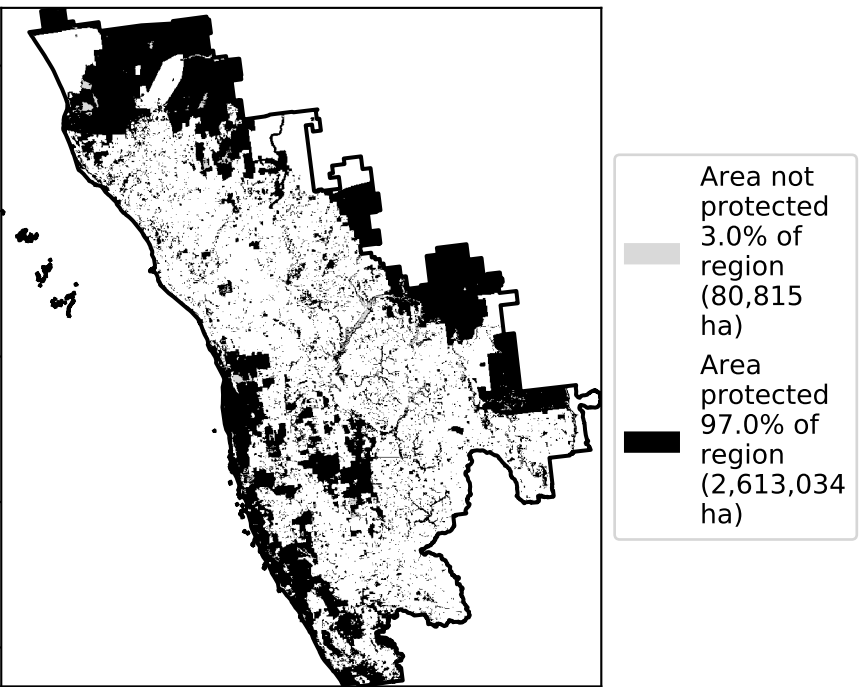 Area not
protected
3.0% of
region
(80,815
ha)
Area
protected
97.0% of
region
(2,613,034
ha)